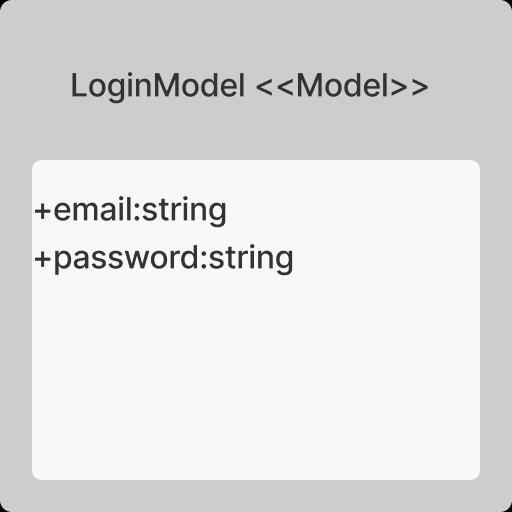 LoginModel <<Model>>
+email:string
+password:string